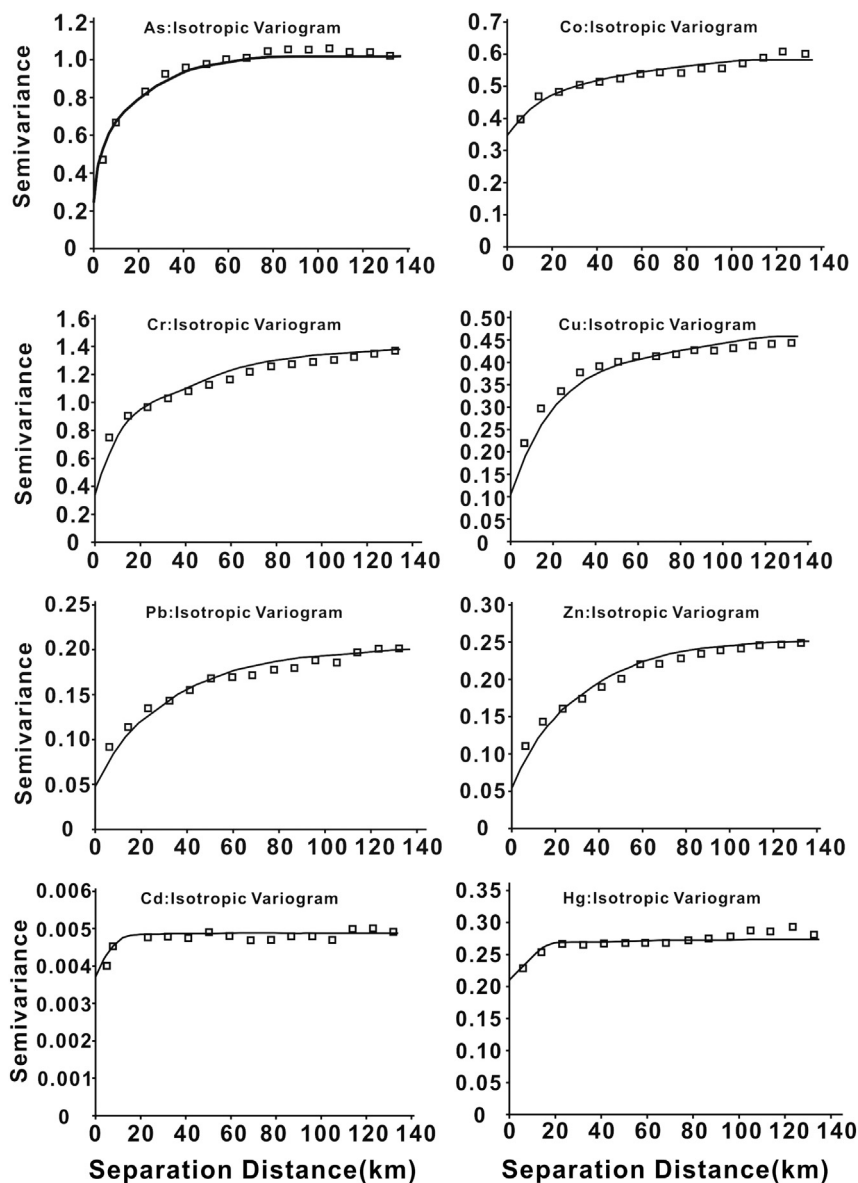 As:Isotropic Variogram
Semivariance
1.2
1.0
0.8
0.6
0.4
0.2
0
0 20 40 60 80 100 120 140
Co:Isotropic Variogram
0.7
0.6
0.5
0.4
0.3
0.2
0.1
0
0 20 40 60 80 100 120 140
Cr:Isotropic Variogram
Semivariance
1.6
1.4
1.2
1.0
0.8
0.6
0.4
0.2
0
0 20 40 60 80 100 120 140
Cu:Isotropic Variogram
0.50
0.45
0.40
0.35
0.30
0.25
0.20
0.15
0.10
0.05
0
0 20 40 60 80 100 120 140
Pb:Isotropic Variogram
Semivariance
0.25
0.20
0.15
0.10
0.05
0
0 20 40 60 80 100 120 140
Zn:Isotropic Variogram
0.30
0.25
0.20
0.15
0.10
0.05
0
0 20 40 60 80 100 120 140
Cd:Isotropic Variogram
Semivariance
0.006
0.005
0.004
0.003
0.002
0.001
0
0 20 40 60 80 100 120 140
Separation Distance(km)
Hg:Isotropic Variogram
0.35
0.30
0.25
0.20
0.15
0.10
0.05
0
0 20 40 60 80 100 120 140
Separation Distance(km)